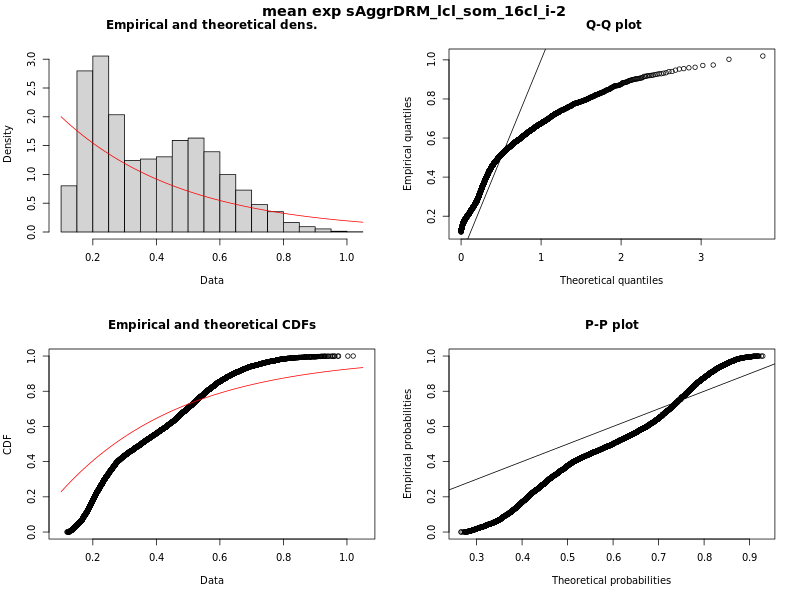 mean exp sAggrDRM_lcl_som_16cl_i-2
Empirical and theoretical dens.
Density
0.0 0.5 1.0 1.5 2.0 2.5 3.0
0.2 0.4 0.6 0.8 1.0
Data
Q-Q plot
Empirical quantiles
0.2 0.4 0.6 0.8 1.0
0 1 2 3
Theoretical quantiles
Empirical and theoretical CDFs
CDF
0.0 0.2 0.4 0.6 0.8 1.0
0.2 0.4 0.6 0.8 1.0
Data
P-P plot
Empirical probabilities
0.0 0.2 0.4 0.6 0.8 1.0
0.3 0.4 0.5 0.6 0.7 0.8 0.9
Theoretical probabilities